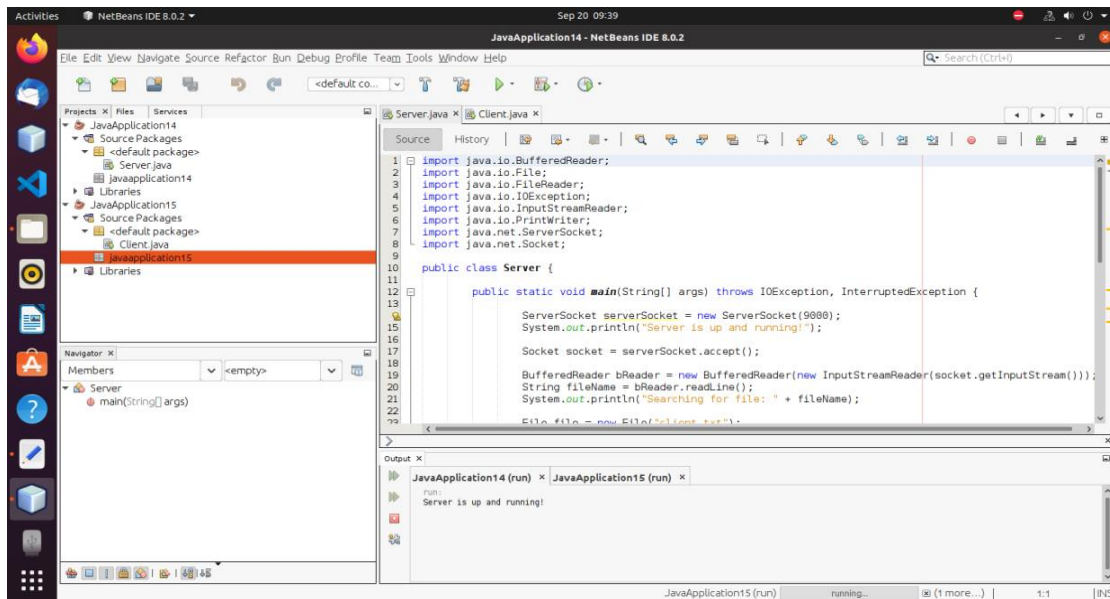 Activities NetBeans IDE 8.0.2 Sep 20 09:39
JavaApplication14 - NetBeans IDE 8.0.2
File Edit View Navigate Source Refactor Run Debug Profile Team Tools Window Help Search (Ctrl+I)
<default co...
Projects Files Services
JavaApplication14
Source Packages
<default package>
Server.java
javaapplication14
Libraries
JavaApplication15
Source Packages
<default package>
Client.java
javaapplication15
Libraries
Navigator
Members <empty>
Server
main(String[] args)
Server.java Client.java
Source History
1 import java.io.BufferedReader;
2 import java.io.File;
3 import java.io.FileReader;
4 import java.io.IOException;
5 import java.io.InputStreamReader;
6 import java.io.PrintWriter;
7 import java.net.ServerSocket;
8 import java.net.Socket;
9
10 public class Server {
11
12 public static void main(String[] args) throws IOException, InterruptedException {
13
ServerSocket serverSocket = new ServerSocket(9000);
15 System.out.println("Server is up and running!");
16
17 Socket socket = serverSocket.accept();
18
19 BufferedReader bReader = new BufferedReader(new InputStreamReader(socket.getInputStream()));
20 String fileName = bReader.readLine();
21 System.out.println("Searching for file: " + fileName);
22
23 File file = new File("client.txt");
Output
JavaApplication14 (run) JavaApplication15 (run)
run:
Server is up and running!
JavaApplication15 (run) running... (1 more...) 1:1 INS